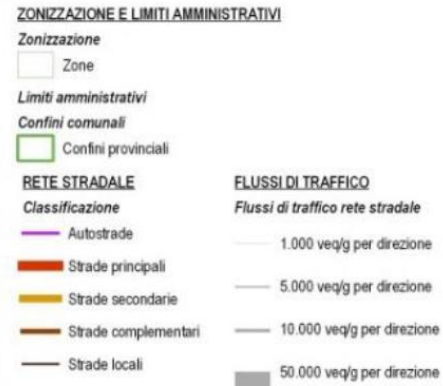 ZONIZZAZIONE E LIMITI AMMINISTRATIVI
Zonizzazione
Zone
Limiti amministrativi
Confini comunali
Confini provinciali
RETE STRADALE
Classificazione
Autostrade
Strade principali
Strade secondarie
Strade complementari
Strade locali
FLUSSI DI TRAFFICO
Flussi di traffico rete stradale
1.000 veq/g per direzione
5.000 veq/g per direzione
10.000 veq/g per direzione
50.000 veq/g per direzione